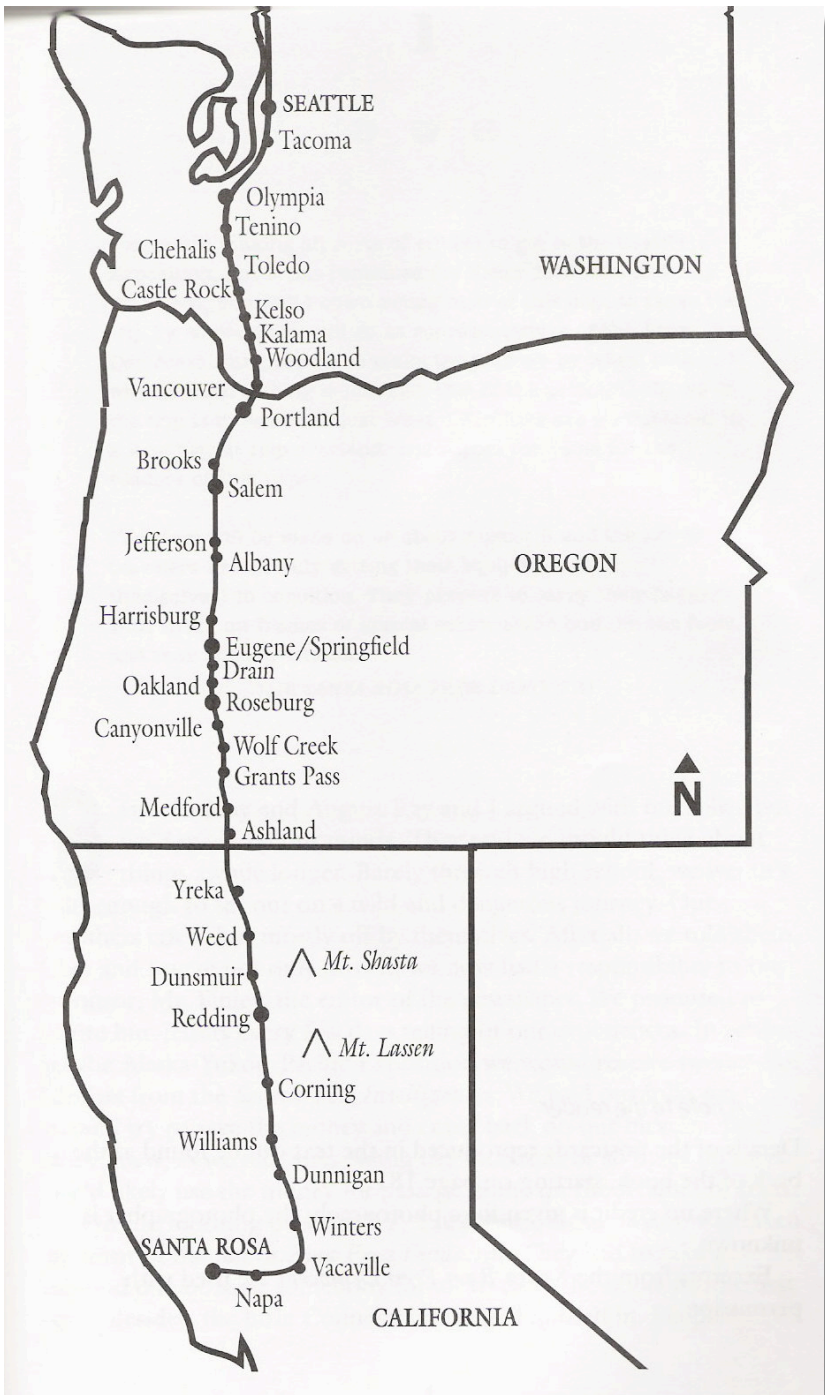 SEATTLE
Tacoma
Olympia
Tenino
Chehalis
Toledo
Castle Rock
Kelso
Kalama
Woodland
Vancouver
Portland
Brooks
Salem
Jefferson
Albany
Harrisburg
Eugene/Springfield
Drain
Oakland
Roseburg
Canyonville
Wolf Creek
Grants Pass
Medford
Ashland
Yreka
Weed
Mt. Shasta
Dunsmuir
Redding
Mt. Lassen
Corning
Williams
Dunnigan
Winters
SANTA ROSA
Vacaville
Napa
WASHINGTON
OREGON
N
CALIFORNIA